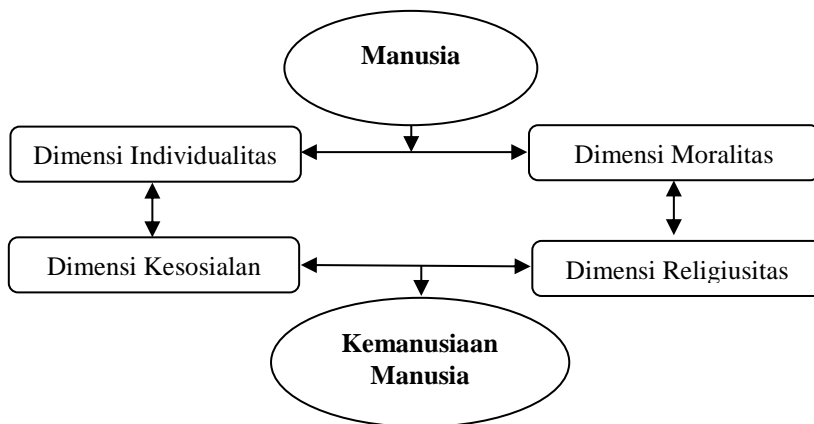 Manusia
Dimensi Individualitas
Dimensi Moralitas
Dimensi Kesosialan
Dimensi Religiusitas
Kemanusiaan
Manusia